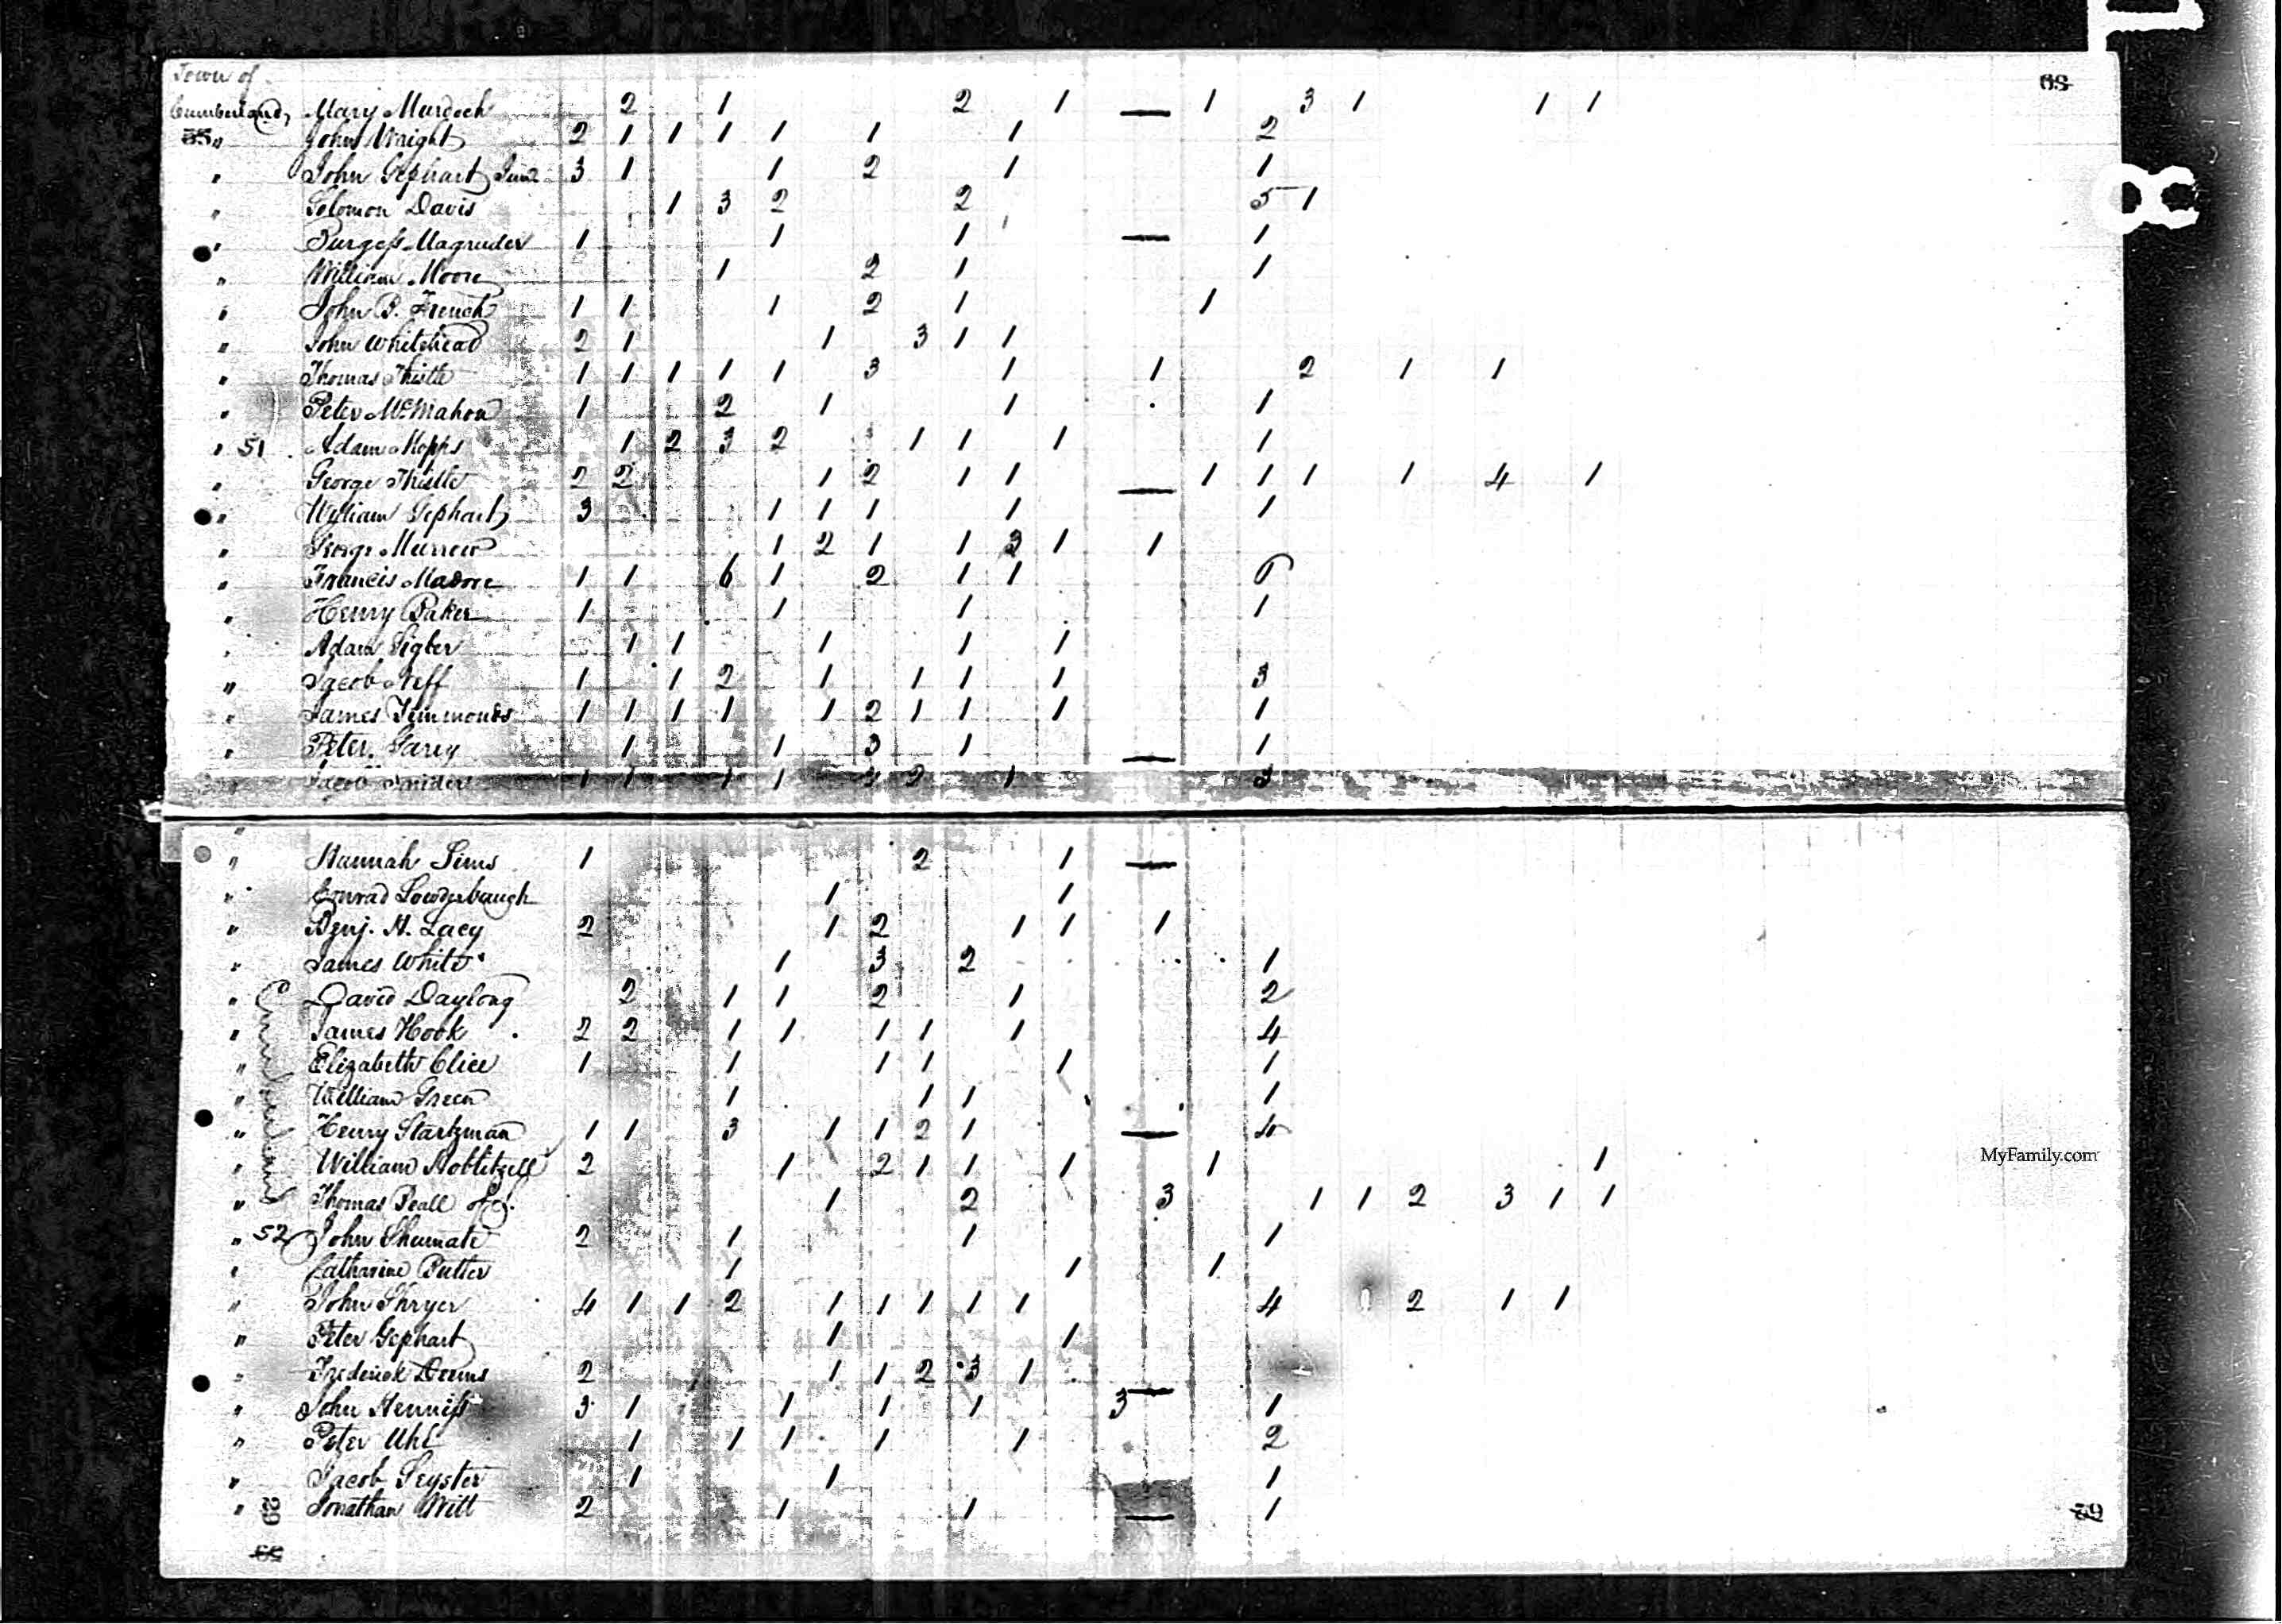 Town of
Cumberland, Mary Murdoch 2 1 2 1 — 1 3 1 1 1 68
35 " John Wright 2 1 1 1 1 1 1 2
" John Gephart Junr 3 1 1 2 1 1
" Solomon Davis 1 3 2 2 5 1
" Burgess Magruder 1 1 1 — 1
" William Moore 1 2 1 1
" John B. French 1 1 1 2 1 1
" John Whitehead 2 1 1 3 1 1
" Thomas Thistle 1 1 1 1 1 3 1 1 2 1 1
" Peter McMahon 1 2 1 1 1
" 51 Adam Hopps 1 2 3 2 1 1 1 1
" George Thistle 2 2 1 2 1 1 — 1 1 1 1 4 1
" William Gephart 3 1 1 1 1 1
" George Murrow 1 2 1 1 2 1 1
" Francis Madore 1 1 6 1 2 1 1
" Henry Baker 1 1 1 1
" Adam 1 1 1 1 1
" Jacob Neff 1 1 2 1 1 1 1 3
" James Timmonds 1 1 1 1 1 2 1 1 1 1
" Peter 1 1 3 1 — 1
Jacob Snider 1 1 1 1 2 1
" Hannah Sims 1 2 1 —
" Conrad 1 1
" Benj. H. Lacy 2 1 2 1 1 1
" James White 1 3 2 1
" David Daylong 2 1 1 2 1 2
" James Hook 2 2 1 1 1 1 1 4
" Elizabeth Clice 1 1 1 1 1 1
" William Green 1 1 1 1
" Henry Startzman 1 1 3 1 1 2 1 — 4
" William Hoblitzell 2 1 2 1 1 1 1 1
" Thomas Beall 1 2 3 1 1 2 3 1 1
" 52 John Shumate 2 1 1 1
" Catharine Butler 1 1 1
" John Shryer 4 1 1 2 1 1 1 1 1 4 1 2 1 1
" Peter Gephart 1 1
" Frederick Deems 2 1 1 2 3 1
" John Henniss 3 1 1 1 1 3 — 1
" Peter Uhl 1 1 1 1 1 2
" Jacob Seyster 1 1 1
" Jonathan Witt 2 1 1 — 1
Cumberland
MyFamily.com